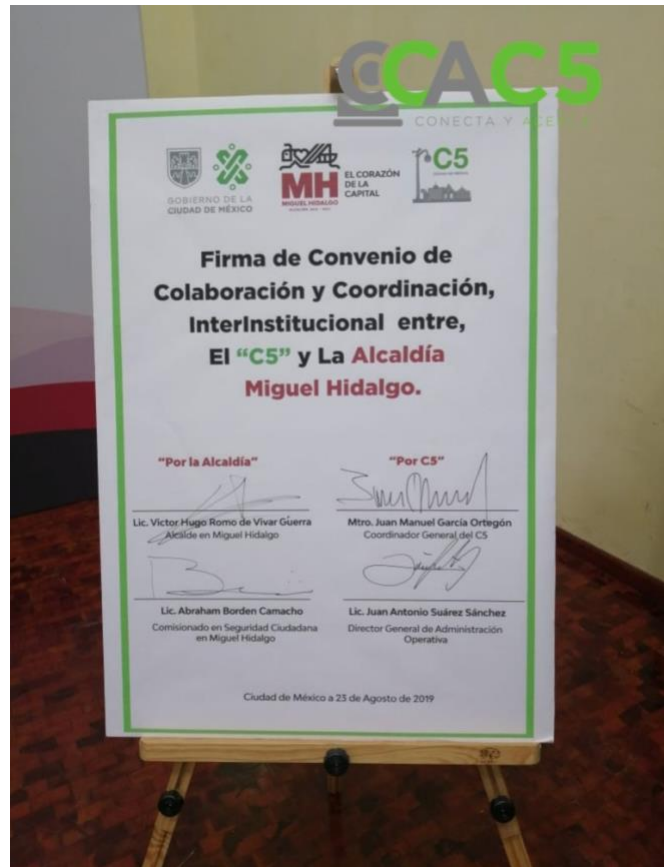 CCAC5
CONECTA Y
GOBIERNO DE LA
CIUDAD DE MÉXICO
MH
MIGUEL HIDALGO
EL CORAZÓN
DE LA
CAPITAL
C5
Firma de Convenio de
Colaboración y Coordinación,
InterInstitucional entre,
El “C5” y La Alcaldía
Miguel Hidalgo.
“Por la Alcaldía”
“Por C5”
Lic. Victor Hugo Romo de Vivar Guerra
Alcalde en Miguel Hidalgo
Mtro. Juan Manuel García Ortegón
Coordinador General del C5
Lic. Abraham Borden Camacho
Comisionado en Seguridad Ciudadana
en Miguel Hidalgo
Lic. Juan Antonio Suárez Sánchez
Director General de Administración
Operativa
Ciudad de México a 23 de Agosto de 2019